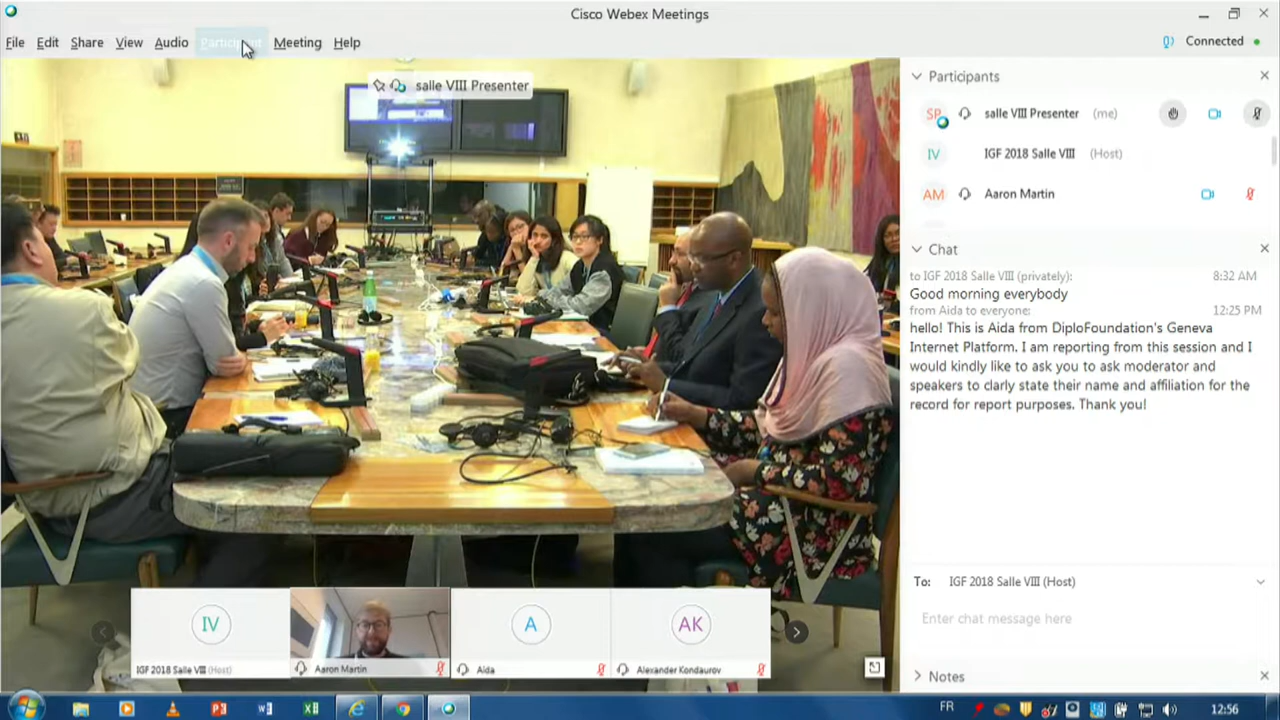 Cisco Webex Meetings
File Edit Share View Audio Participant Meeting Help
Connected
salle VIII Presenter
Participants
SP salle VIII Presenter (me)
IV IGF 2018 Salle VIII (Host)
AM Aaron Martin
Chat
to IGF 2018 Salle VIII (privately): 8:32 AM
Good morning everybody
from Aida to everyone: 12:25 PM
hello! This is Aida from DiploFoundation's Geneva
Internet Platform. I am reporting from this session and I
would kindly like to ask you to ask moderator and
speakers to clarly state their name and affiliation for the
record for report purposes. Thank you!
To: IGF 2018 Salle VIII (Host)
Enter chat message here
Notes
IV
IGF 2018 Salle VIII (Host)
Aaron Martin
A
Aida
AK
Alexander Kondaurov
FR
12:56